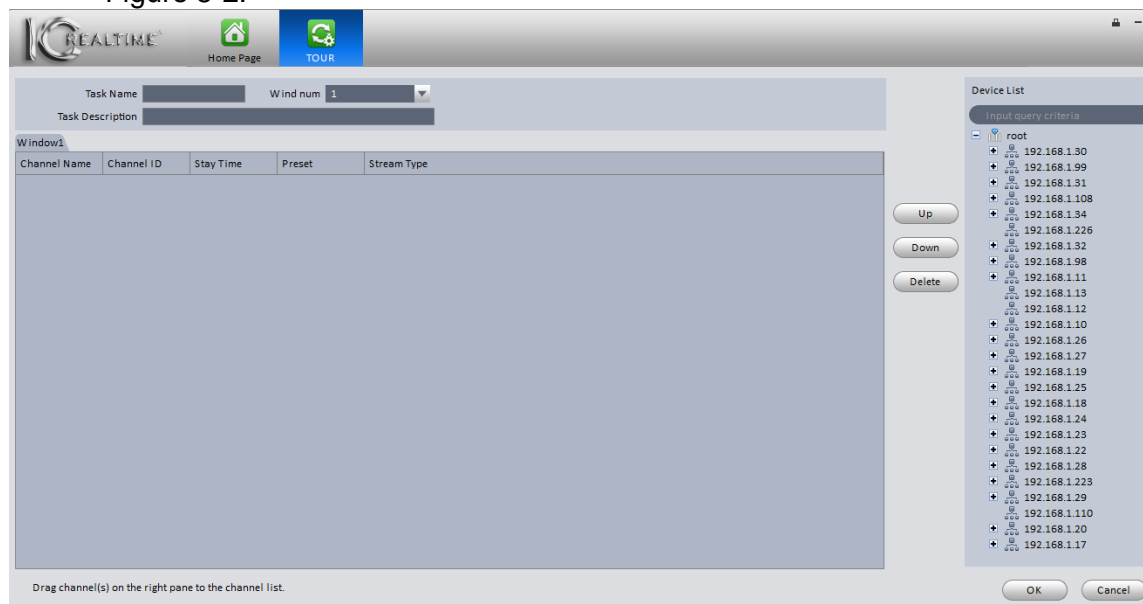 Figure 5-2.
REALTIME
Home Page
TOUR
Task Name
Wind num 1
Task Description
Window1
Channel Name Channel ID Stay Time Preset Stream Type
Up
Down
Delete
Device List
Input query criteria
root
192.168.1.30
192.168.1.99
192.168.1.31
192.168.1.108
192.168.1.34
192.168.1.226
192.168.1.32
192.168.1.98
192.168.1.11
192.168.1.13
192.168.1.12
192.168.1.10
192.168.1.26
192.168.1.27
192.168.1.19
192.168.1.25
192.168.1.18
192.168.1.24
192.168.1.23
192.168.1.22
192.168.1.28
192.168.1.223
192.168.1.29
192.168.1.110
192.168.1.20
192.168.1.17
Drag channel(s) on the right pane to the channel list.
OK Cancel